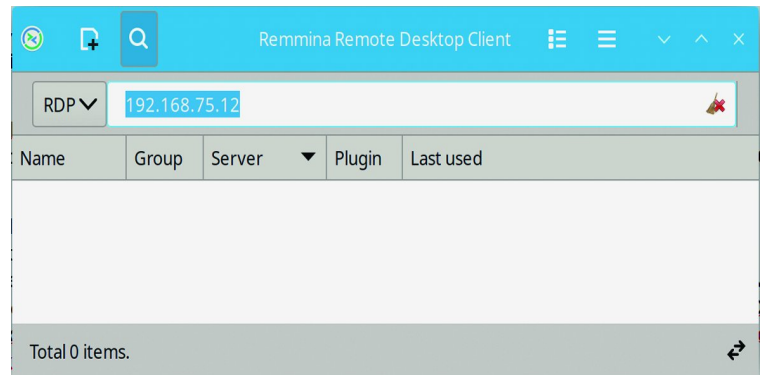 Remmina Remote Desktop Client
RDP 192.168.75.12
Name Group Server Plugin Last used
Total 0 items.